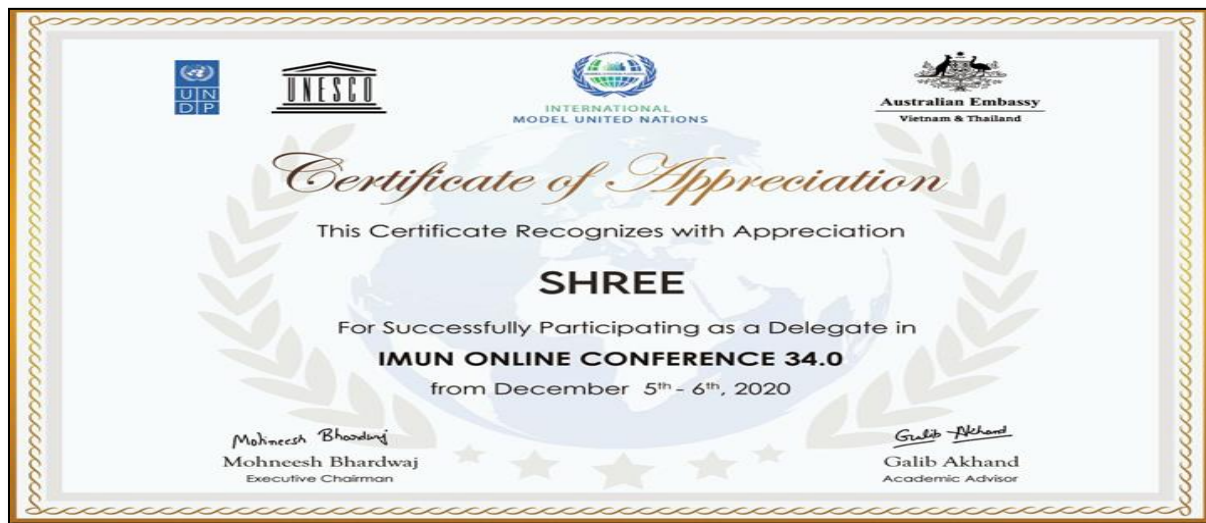 UN
DP
UNESCO
INTERNATIONAL
MODEL UNITED NATIONS
Australian Embassy
Vietnam & Thailand
Certificate of Appreciation
This Certificate Recognizes with Appreciation
SHREE
For Successfully Participating as a Delegate in
IMUN ONLINE CONFERENCE 34.0
from December 5th - 6th, 2020
Mohneesh Bhardwaj
Galib Akhand
Mohneesh Bhardwaj
Galib Akhand
Executive Chairman
Academic Advisor